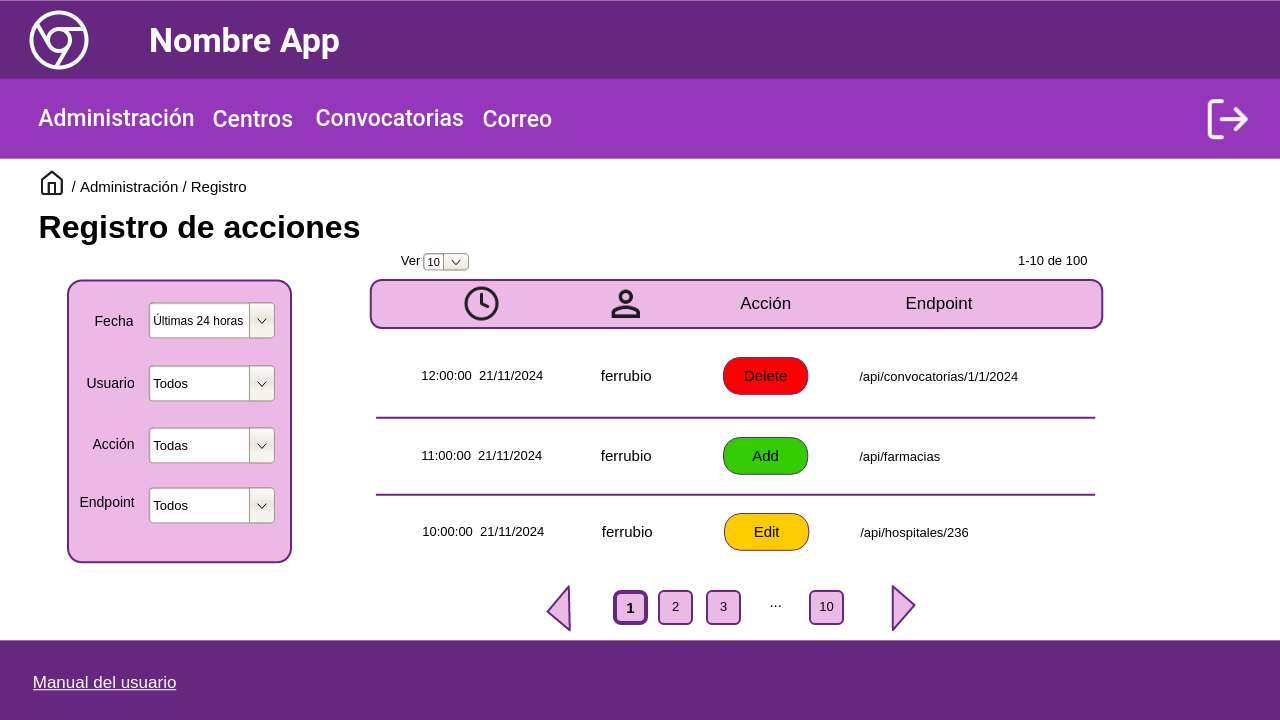 Nombre App
Administración Centros Convocatorias Correo
/ Administración / Registro
Registro de acciones
Ver 10
1-10 de 100
Fecha Últimas 24 horas
Usuario Todos
Acción Todas
Endpoint Todos
Acción Endpoint
12:00:00 21/11/2024 ferrubio Delete /api/convocatorias/1/1/2024
11:00:00 21/11/2024 ferrubio Add /api/farmacias
10:00:00 21/11/2024 ferrubio Edit /api/hospitales/236
1 2 3 ... 10
Manual del usuario